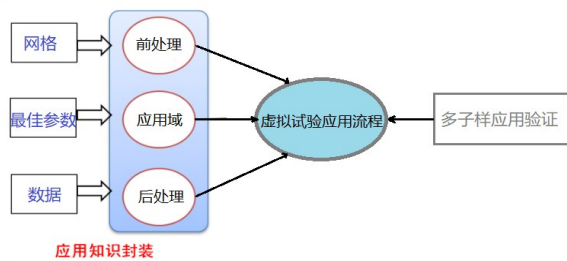 网格
前处理
最佳参数
应用域
虚拟试验应用流程
多子样应用验证
数据
后处理
应用知识封装